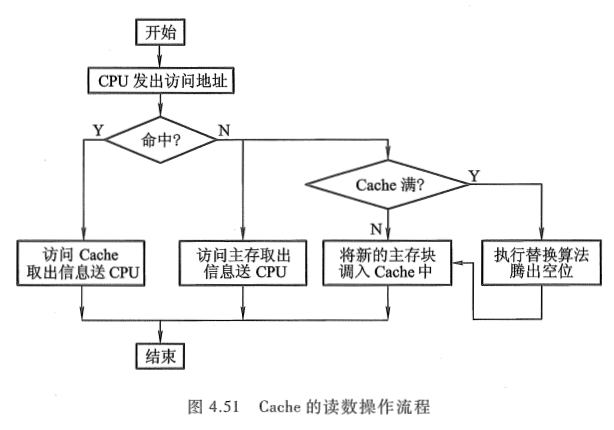 开始
CPU 发出访问地址
Y
命中?
N
Cache 满?
Y
N
访问 Cache
取出信息送 CPU
访问主存取出
信息送 CPU
将新的主存块
调入 Cache 中
执行替换算法
腾出空位
结束
图 4.51 Cache 的读数操作流程